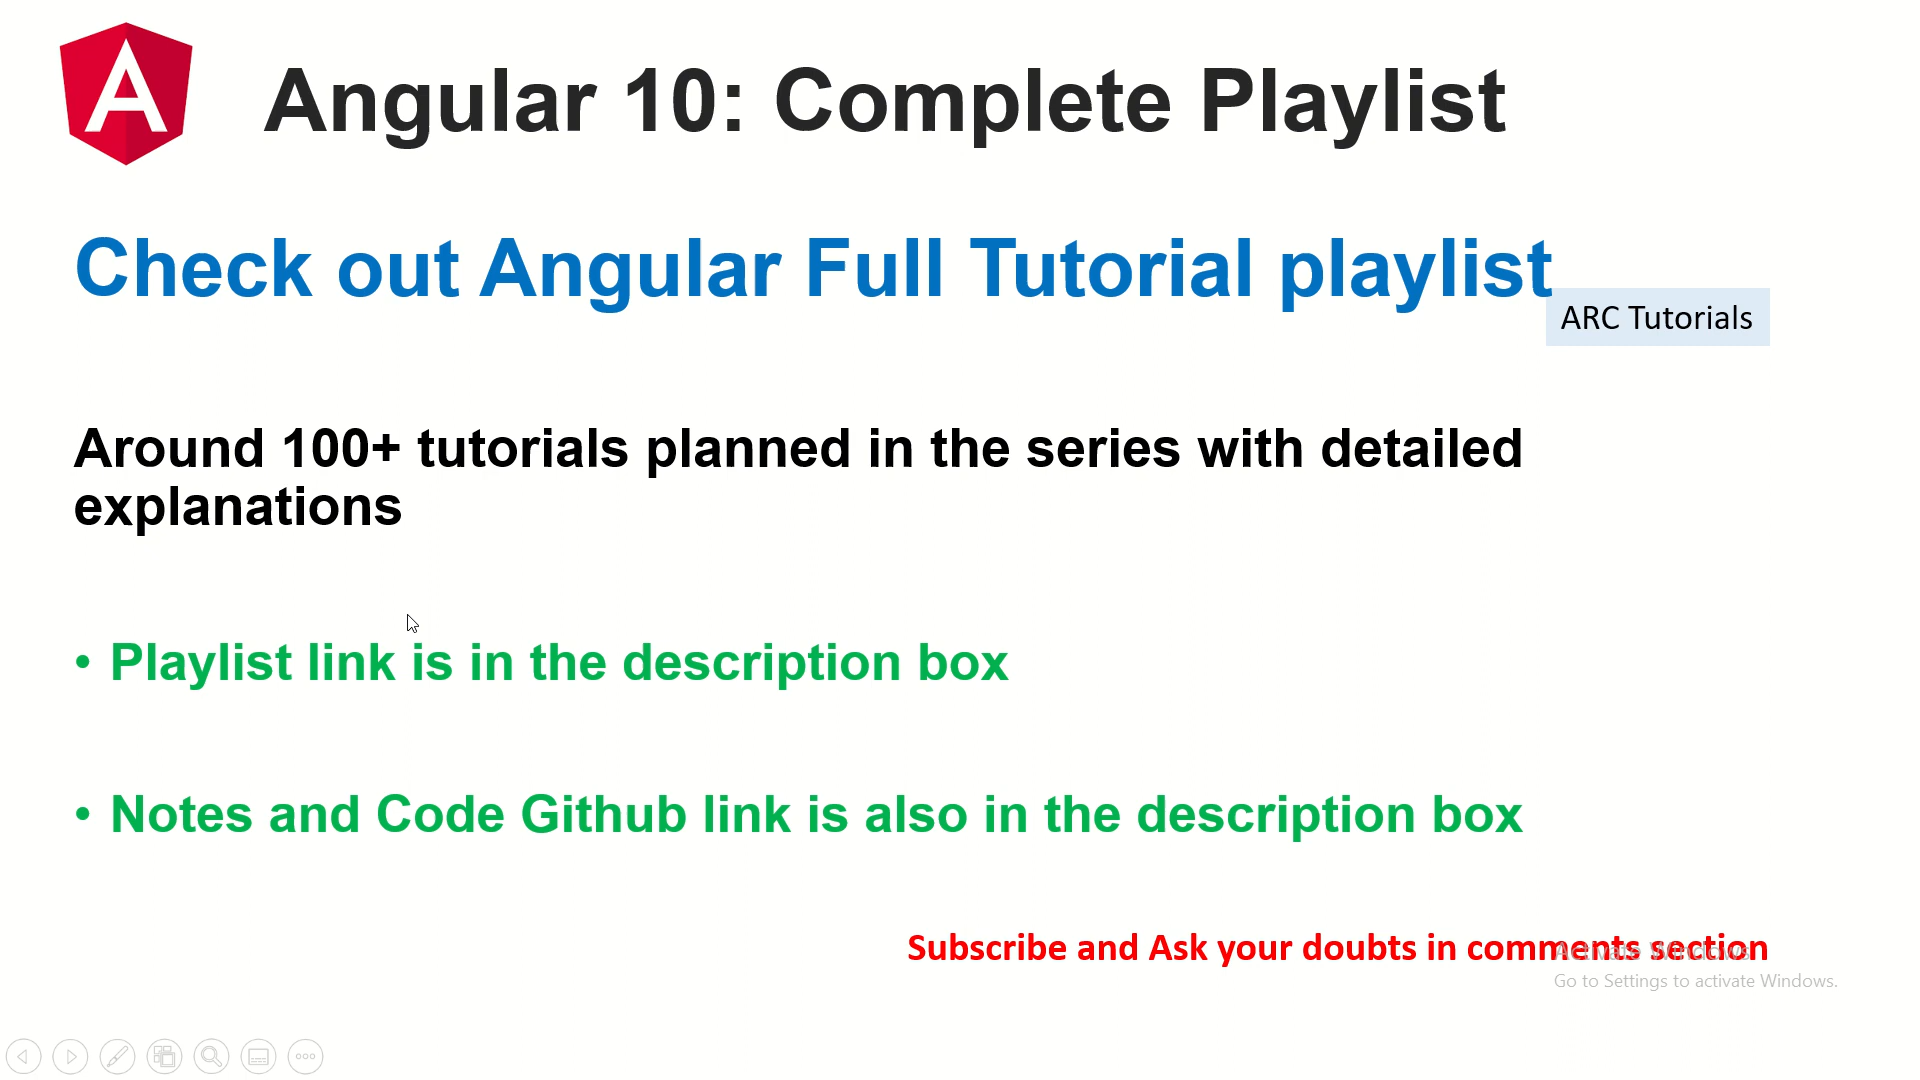 Angular 10: Complete Playlist
Check out Angular Full Tutorial playlist
ARC Tutorials
Around 100+ tutorials planned in the series with detailed
explanations
• Playlist link is in the description box
• Notes and Code Github link is also in the description box
Subscribe and Ask your doubts in comments section
Activate Windows
Go to Settings to activate Windows.